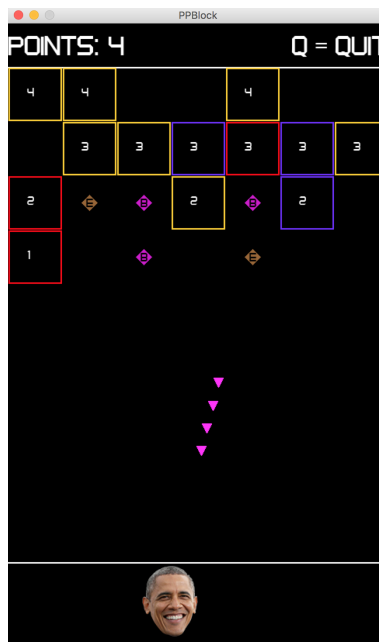 PPBlock
POINTS: 4 Q = QUIT
4 4 4
3 3 3 3 3 3
2 E B 2 B 2
1 B E